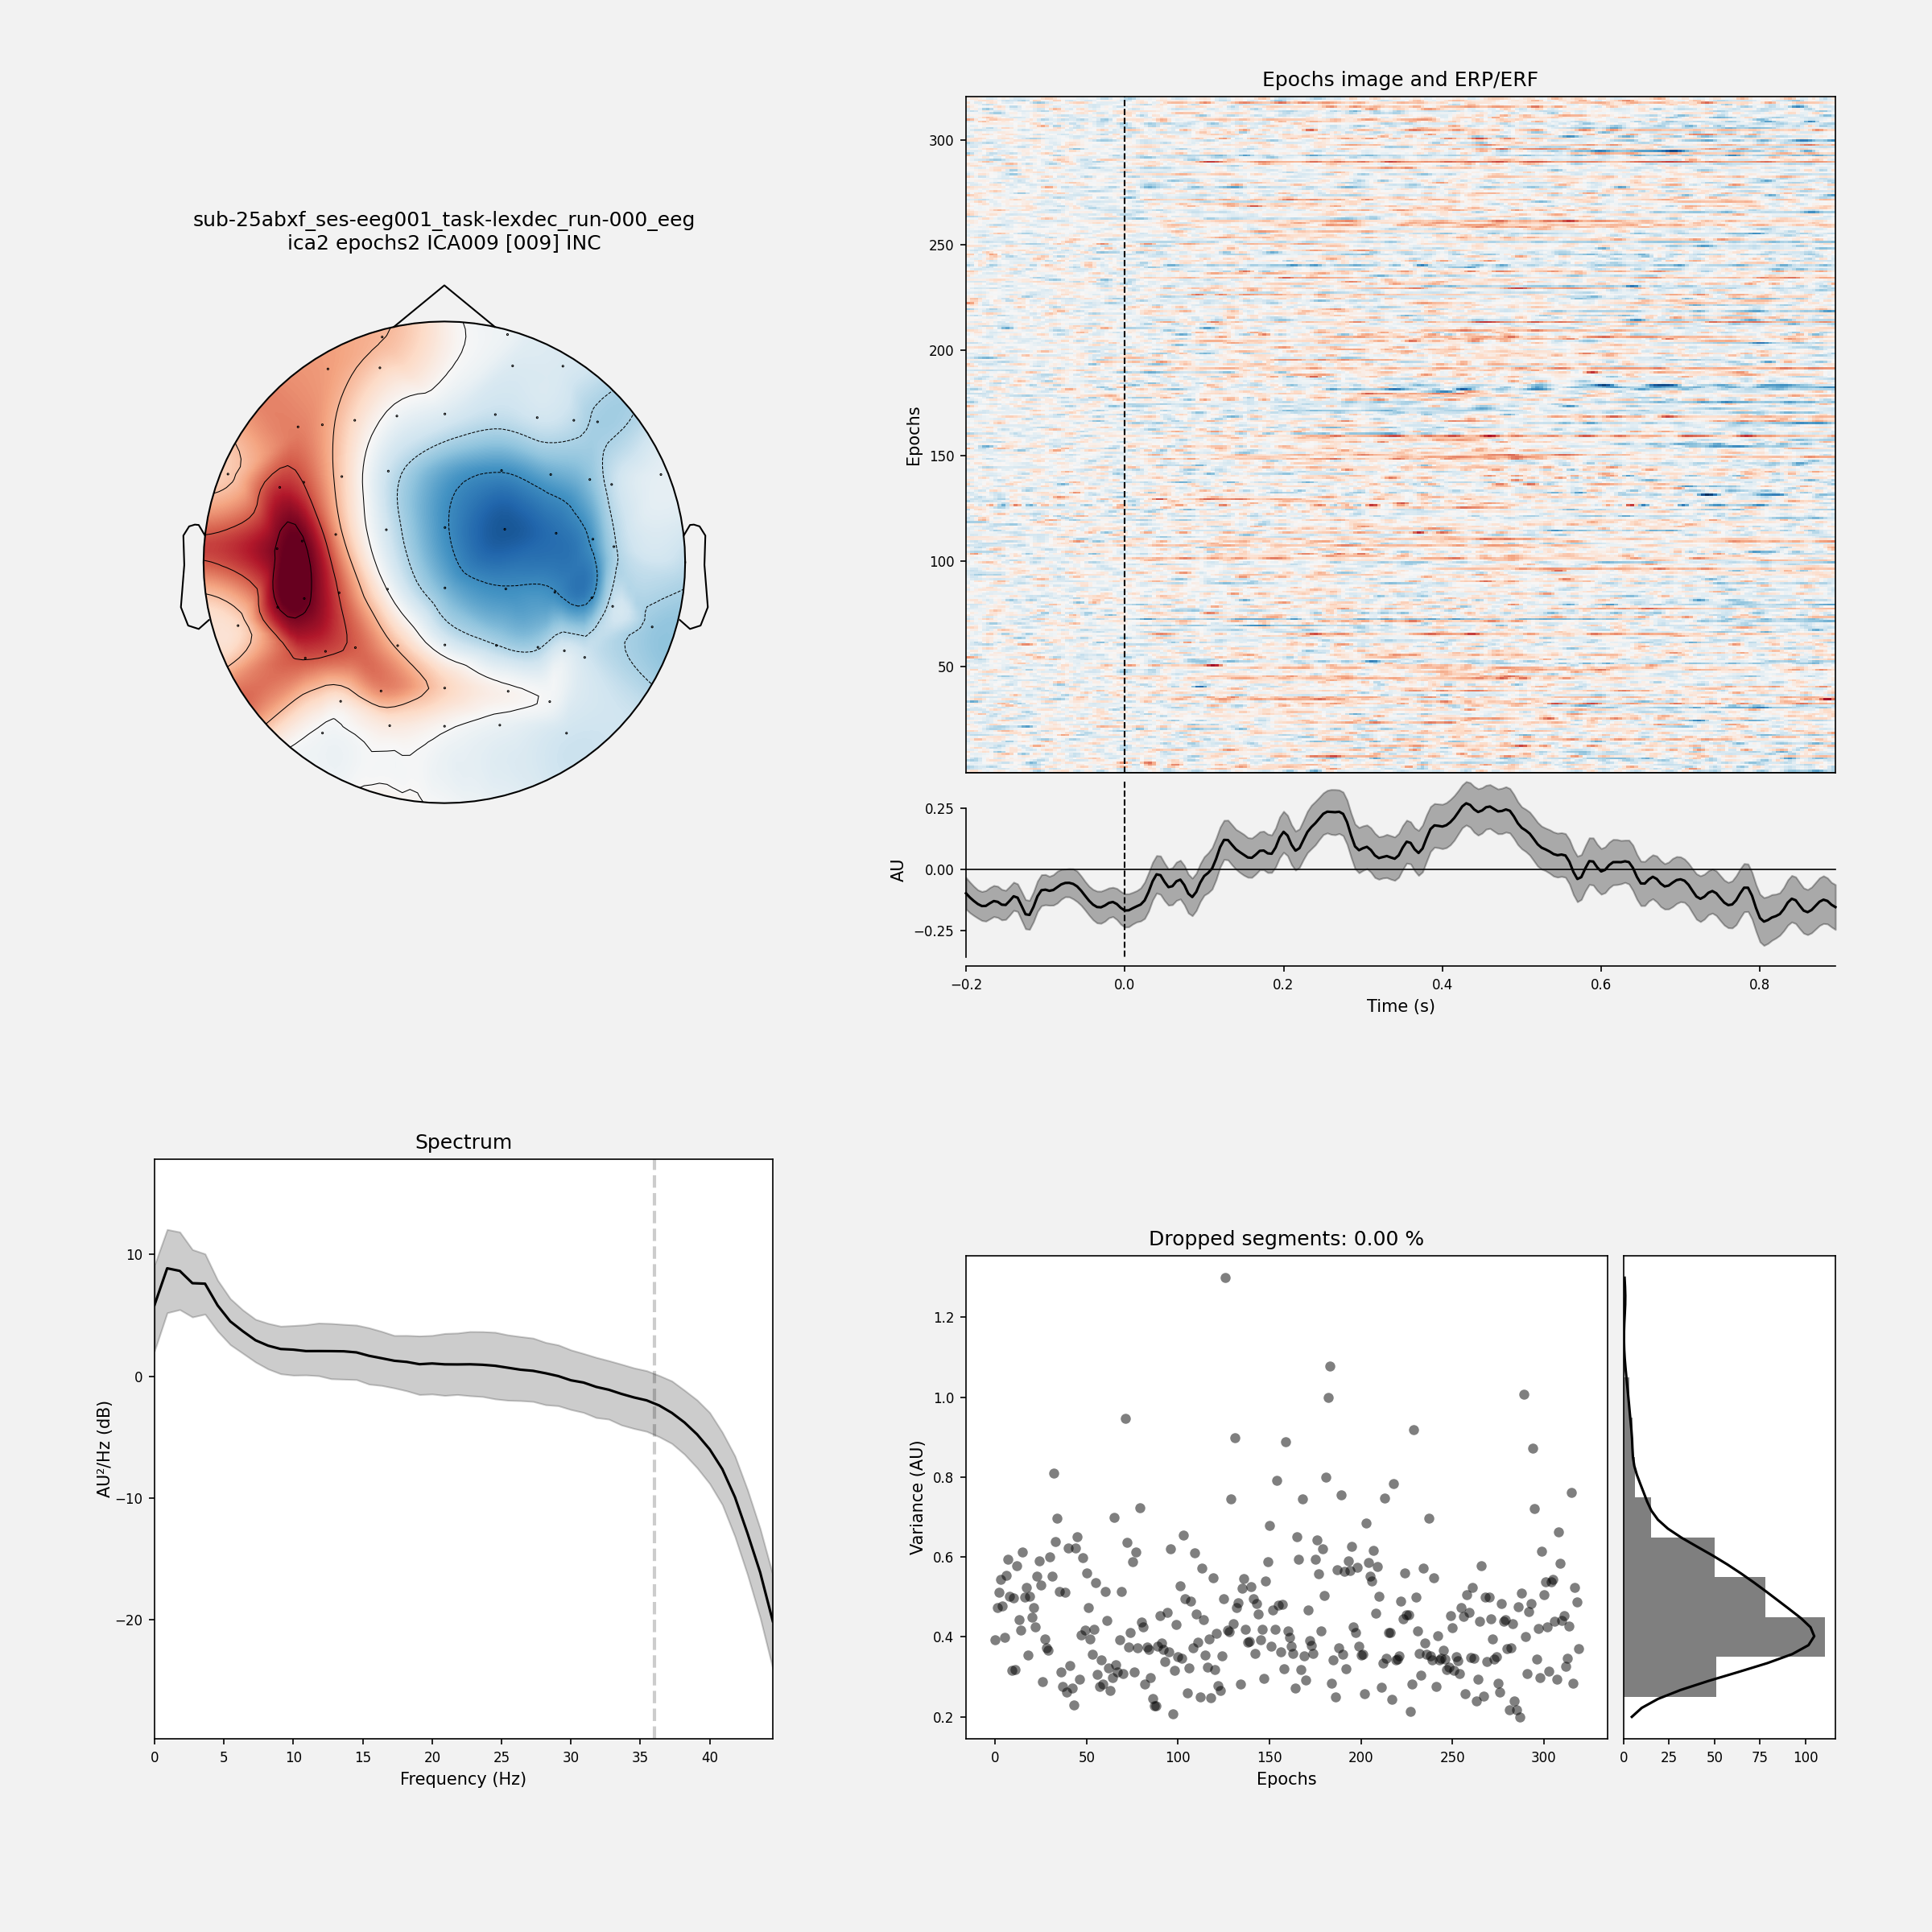 sub-25abxf_ses-eeg001_task-lexdec_run-000_eeg
ica2 epochs2 ICA009 [009] INC
Epochs image and ERP/ERF
300
250
200
150
100
50
Epochs
0.25
0.00
−0.25
AU
−0.2 0.0 0.2 0.4 0.6 0.8
Time (s)
Spectrum
10
0
−10
−20
AU²/Hz (dB)
0 5 10 15 20 25 30 35 40
Frequency (Hz)
Dropped segments: 0.00 %
1.2
1.0
0.8
0.6
0.4
0.2
Variance (AU)
0 50 100 150 200 250 300
Epochs
0 25 50 75 100